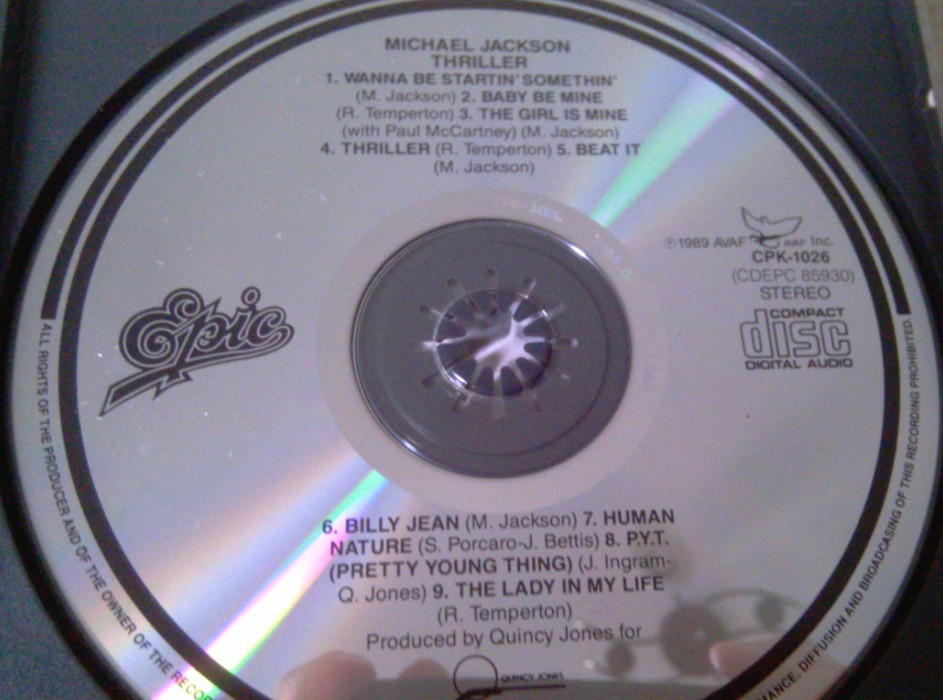 MICHAEL JACKSON
THRILLER
1. WANNA BE STARTIN' SOMETHIN'
(M. Jackson) 2. BABY BE MINE
(R. Temperton) 3. THE GIRL IS MINE
(with Paul McCartney) (M. Jackson)
4. THRILLER (R. Temperton) 5. BEAT IT
(M. Jackson)
Epic
℗1989 AVAF AVAF Inc.
CPK-1026
(CDEPC 85930)
STEREO
COMPACT
disc
DIGITAL AUDIO
6. BILLY JEAN (M. Jackson) 7. HUMAN
NATURE (S. Porcaro-J. Bettis) 8. P.Y.T.
(PRETTY YOUNG THING) (J. Ingram-
Q. Jones) 9. THE LADY IN MY LIFE
(R. Temperton)
Produced by Quincy Jones for
QUINCY JONES
ALL RIGHTS OF THE PRODUCER AND OF THE OWNER OF THE
DIFFUSION AND BROADCASTING OF THIS RECORDING PROHIBITED